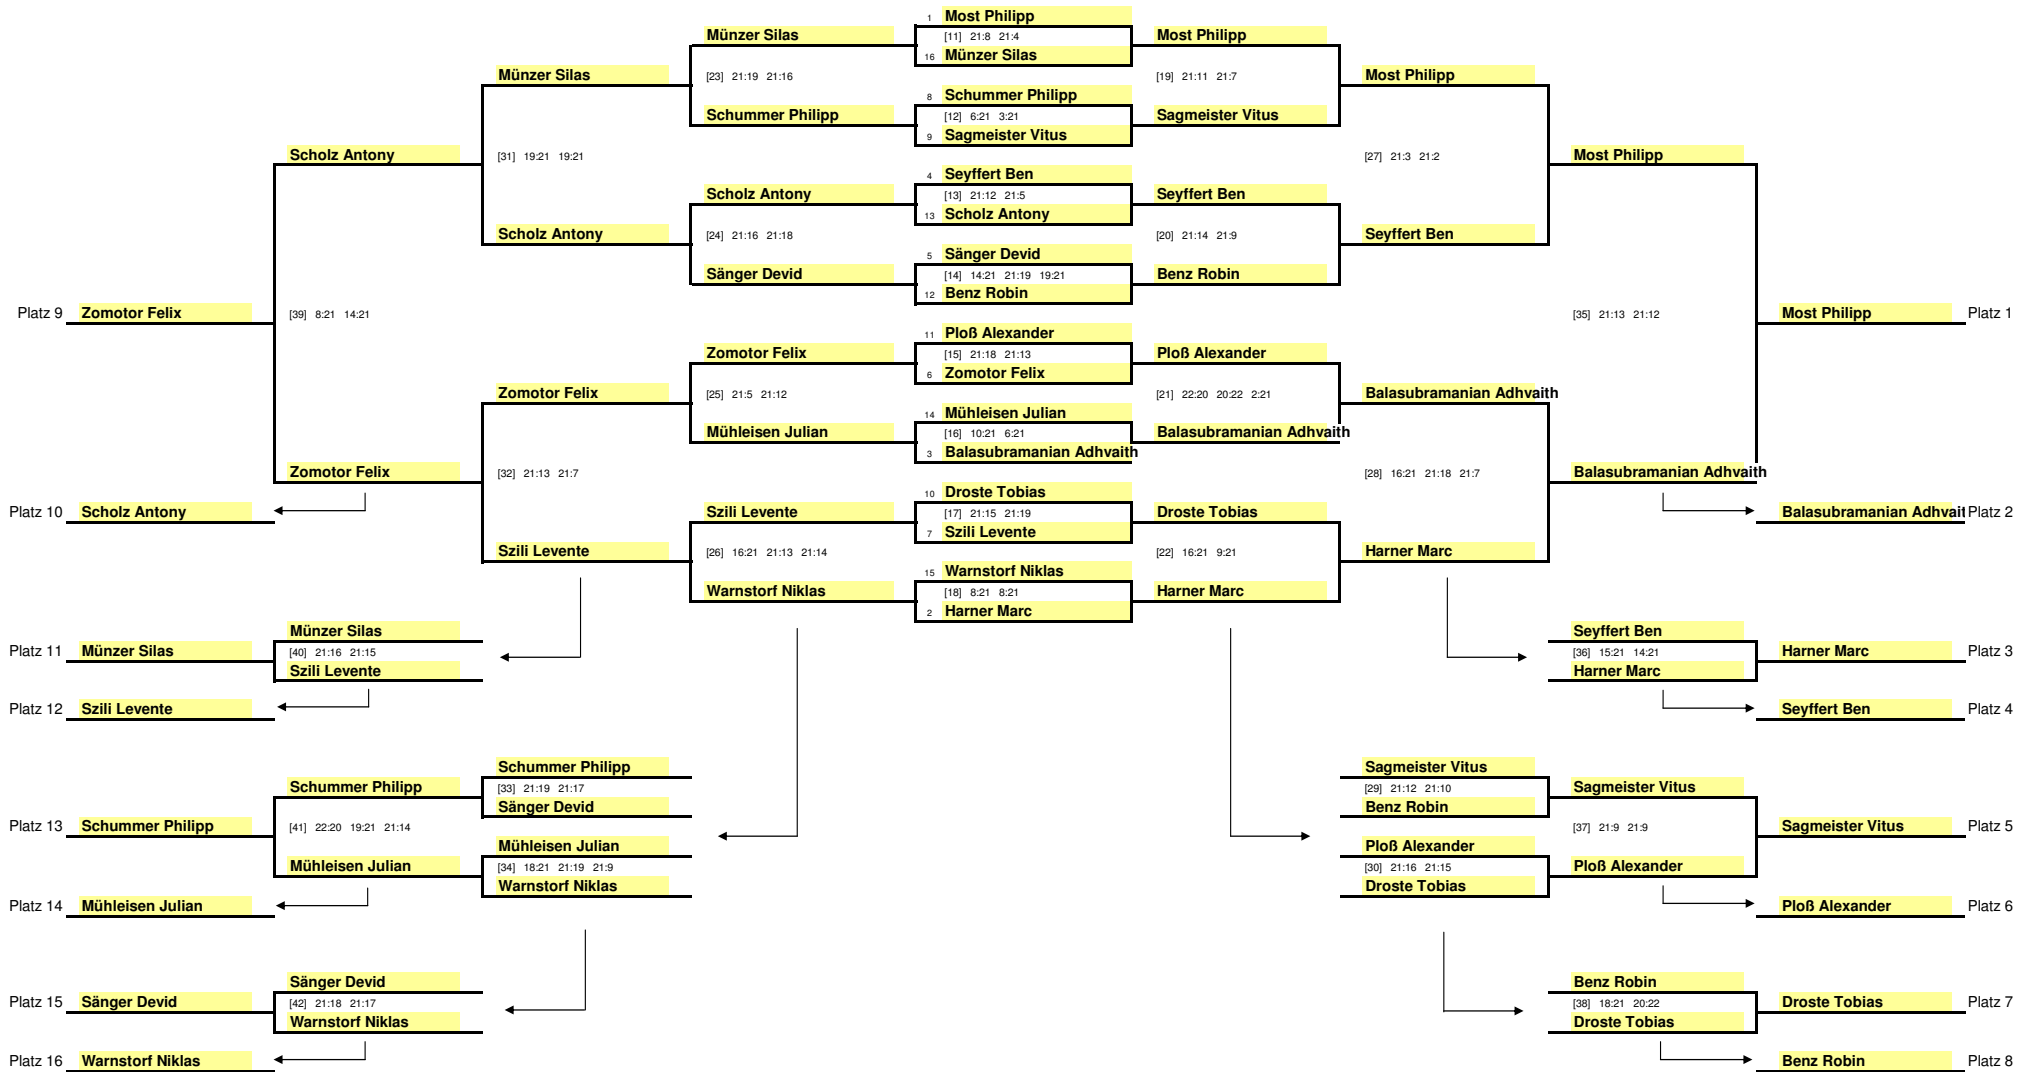 1 Most Philipp
Münzer Silas [11] 21:8 21:4 Most Philipp
16 Münzer Silas
Münzer Silas [23] 21:19 21:16 [19] 21:11 21:7 Most Philipp
8 Schummer Philipp
Schummer Philipp [12] 6:21 3:21 Sagmeister Vitus
9 Sagmeister Vitus
Scholz Antony [31] 19:21 19:21 [27] 21:3 21:2 Most Philipp
4 Seyffert Ben
Scholz Antony [13] 21:12 21:5 Seyffert Ben
13 Scholz Antony
Scholz Antony [24] 21:16 21:18 [20] 21:14 21:9 Seyffert Ben
5 Sänger Devid
Sänger Devid [14] 14:21 21:19 19:21 Benz Robin
12 Benz Robin
Platz 9 Zomotor Felix [39] 8:21 14:21 [35] 21:13 21:12 Most Philipp Platz 1
11 Ploß Alexander
Zomotor Felix [15] 21:18 21:13 Ploß Alexander
6 Zomotor Felix
Zomotor Felix [25] 21:5 21:12 [21] 22:20 20:22 2:21 Balasubramanian Adhvaith
14 Mühleisen Julian
Mühleisen Julian [16] 10:21 6:21 Balasubramanian Adhvaith
3 Balasubramanian Adhvaith
Zomotor Felix [32] 21:13 21:7 [28] 16:21 21:18 21:7 Balasubramanian Adhvaith
10 Droste Tobias
Platz 10 Scholz Antony Szili Levente [17] 21:15 21:19 Droste Tobias Balasubramanian Adhvait Platz 2
7 Szili Levente
Szili Levente [26] 16:21 21:13 21:14 [22] 16:21 9:21 Harner Marc
15 Warnstorf Niklas
Warnstorf Niklas [18] 8:21 8:21 Harner Marc
2 Harner Marc
Münzer Silas Seyffert Ben
Platz 11 Münzer Silas [40] 21:16 21:15 [36] 15:21 14:21 Harner Marc Platz 3
Szili Levente Harner Marc
Platz 12 Szili Levente Seyffert Ben Platz 4
Schummer Philipp Sagmeister Vitus
Schummer Philipp [33] 21:19 21:17 [29] 21:12 21:10 Sagmeister Vitus
Sänger Devid Benz Robin
Platz 13 Schummer Philipp [41] 22:20 19:21 21:14 [37] 21:9 21:9 Sagmeister Vitus Platz 5
Mühleisen Julian Ploß Alexander
Mühleisen Julian [34] 18:21 21:19 21:9 [30] 21:16 21:15 Ploß Alexander
Warnstorf Niklas Droste Tobias
Platz 14 Mühleisen Julian Ploß Alexander Platz 6
Sänger Devid Benz Robin
Platz 15 Sänger Devid [42] 21:18 21:17 [38] 18:21 20:22 Droste Tobias Platz 7
Warnstorf Niklas Droste Tobias
Platz 16 Warnstorf Niklas Benz Robin Platz 8